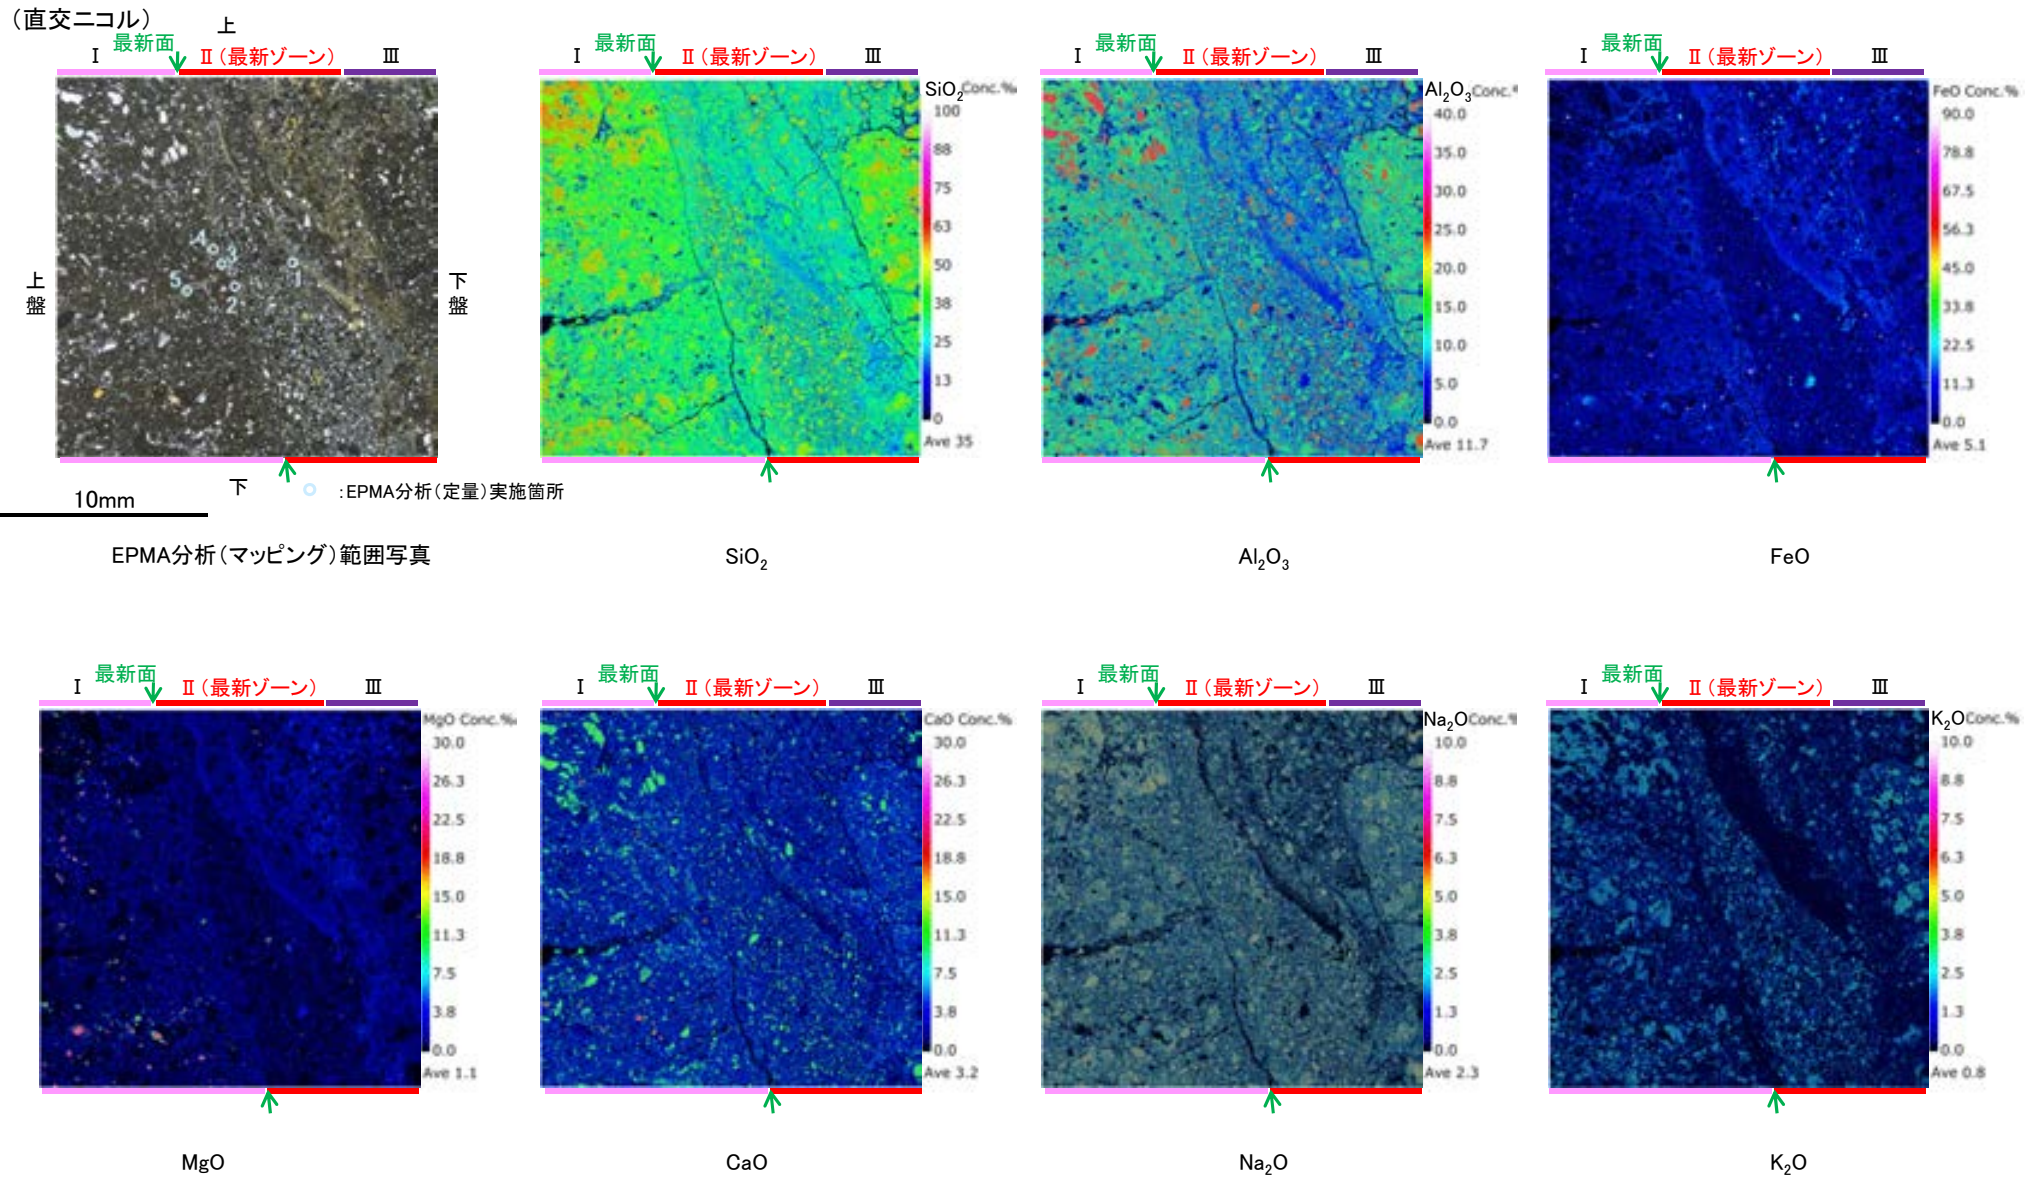 （直交ニコル）
上
Ⅰ 最新面 Ⅱ（最新ゾーン） Ⅲ
上盤
下盤
A
3
5
2
1
下
10mm
○ :EPMA分析（定量）実施箇所
EPMA分析（マッピング）範囲写真
Ⅰ 最新面 Ⅱ（最新ゾーン） Ⅲ
SiO2 Conc.%
100
88
75
63
50
38
25
13
0
Ave 35
SiO2
Ⅰ 最新面 Ⅱ（最新ゾーン） Ⅲ
Al2O3 Conc.
40.0
35.0
30.0
25.0
20.0
15.0
10.0
5.0
0.0
Ave 11.7
Al2O3
Ⅰ 最新面 Ⅱ（最新ゾーン） Ⅲ
FeO Conc.%
90.0
78.8
67.5
56.3
45.0
33.8
22.5
11.3
0.0
Ave 5.1
FeO
Ⅰ 最新面 Ⅱ（最新ゾーン） Ⅲ
MgO Conc.%
30.0
26.3
22.5
18.8
15.0
11.3
7.5
3.8
0.0
Ave 1.1
MgO
Ⅰ 最新面 Ⅱ（最新ゾーン） Ⅲ
CaO Conc.%
30.0
26.3
22.5
18.8
15.0
11.3
7.5
3.8
0.0
Ave 3.2
CaO
Ⅰ 最新面 Ⅱ（最新ゾーン） Ⅲ
Na2O Conc.%
10.0
8.8
7.5
6.3
5.0
3.8
2.5
1.3
0.0
Ave 2.3
Na2O
Ⅰ 最新面 Ⅱ（最新ゾーン） Ⅲ
K2O Conc.%
10.0
8.8
7.5
6.3
5.0
3.8
2.5
1.3
0.0
Ave 0.8
K2O